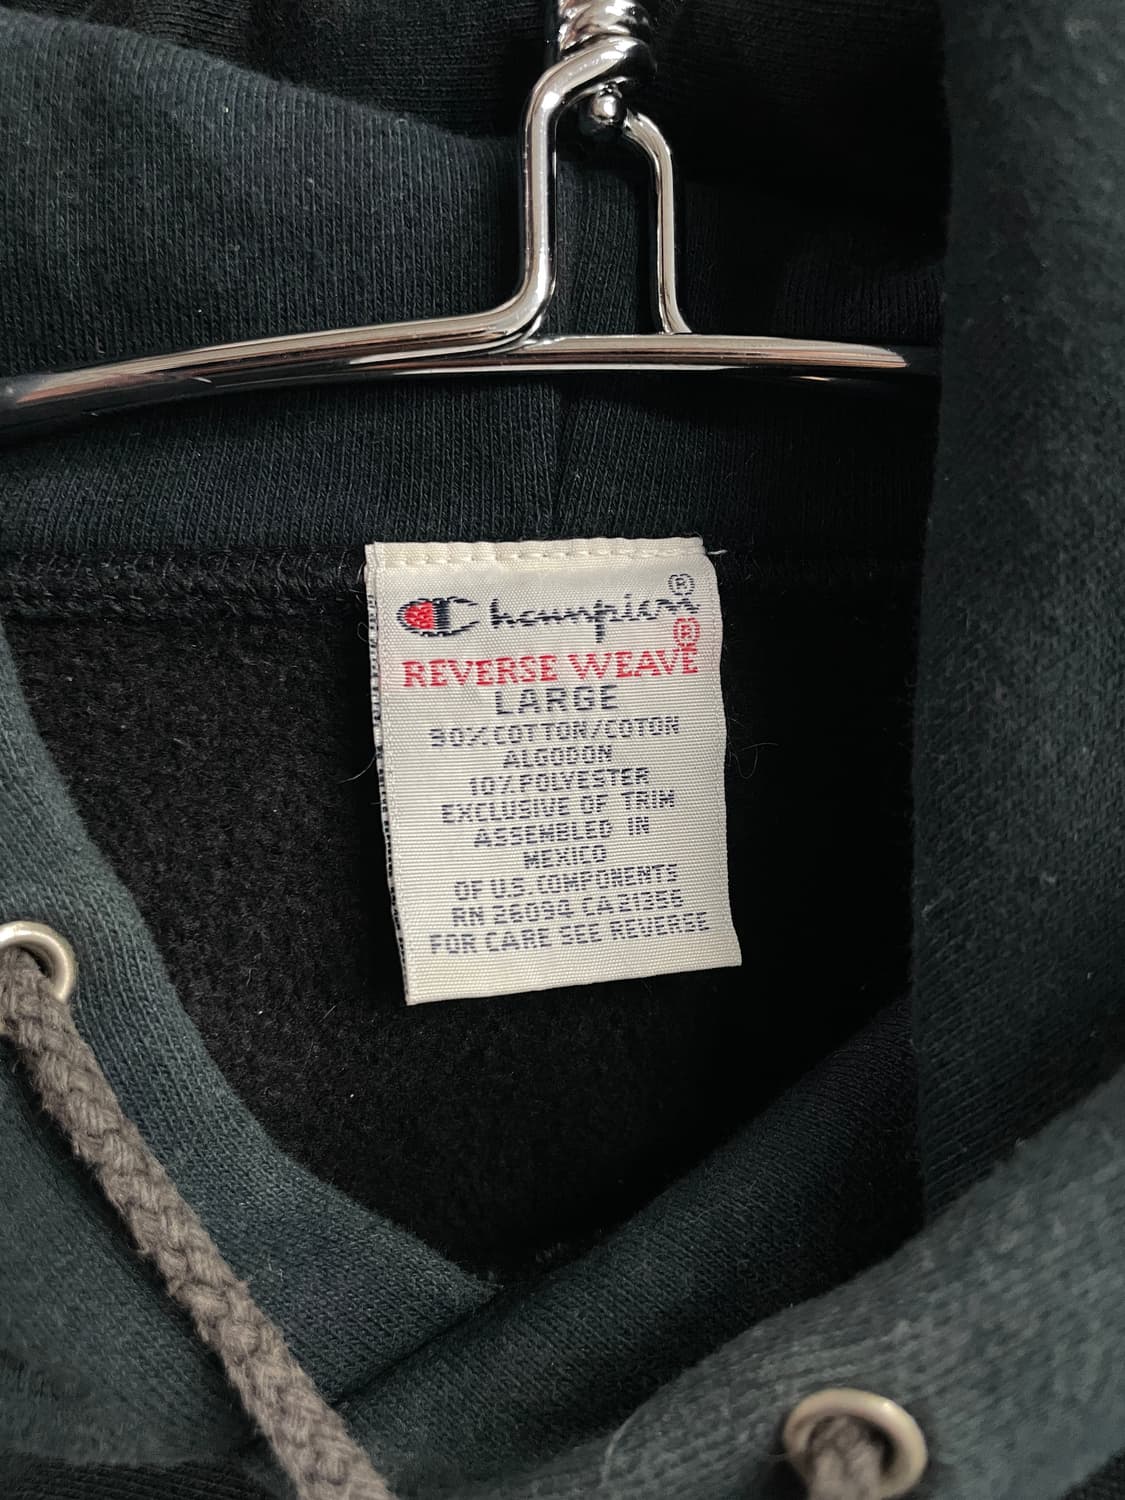 Champion®
REVERSE WEAVE®
LARGE
90% COTTON/COTON
ALGODON
10% POLYESTER
EXCLUSIVE OF TRIM
ASSEMBLED IN
MEXICO
OF U.S. COMPONENTS
RN 26094 CA 21386
FOR CARE SEE REVERSE